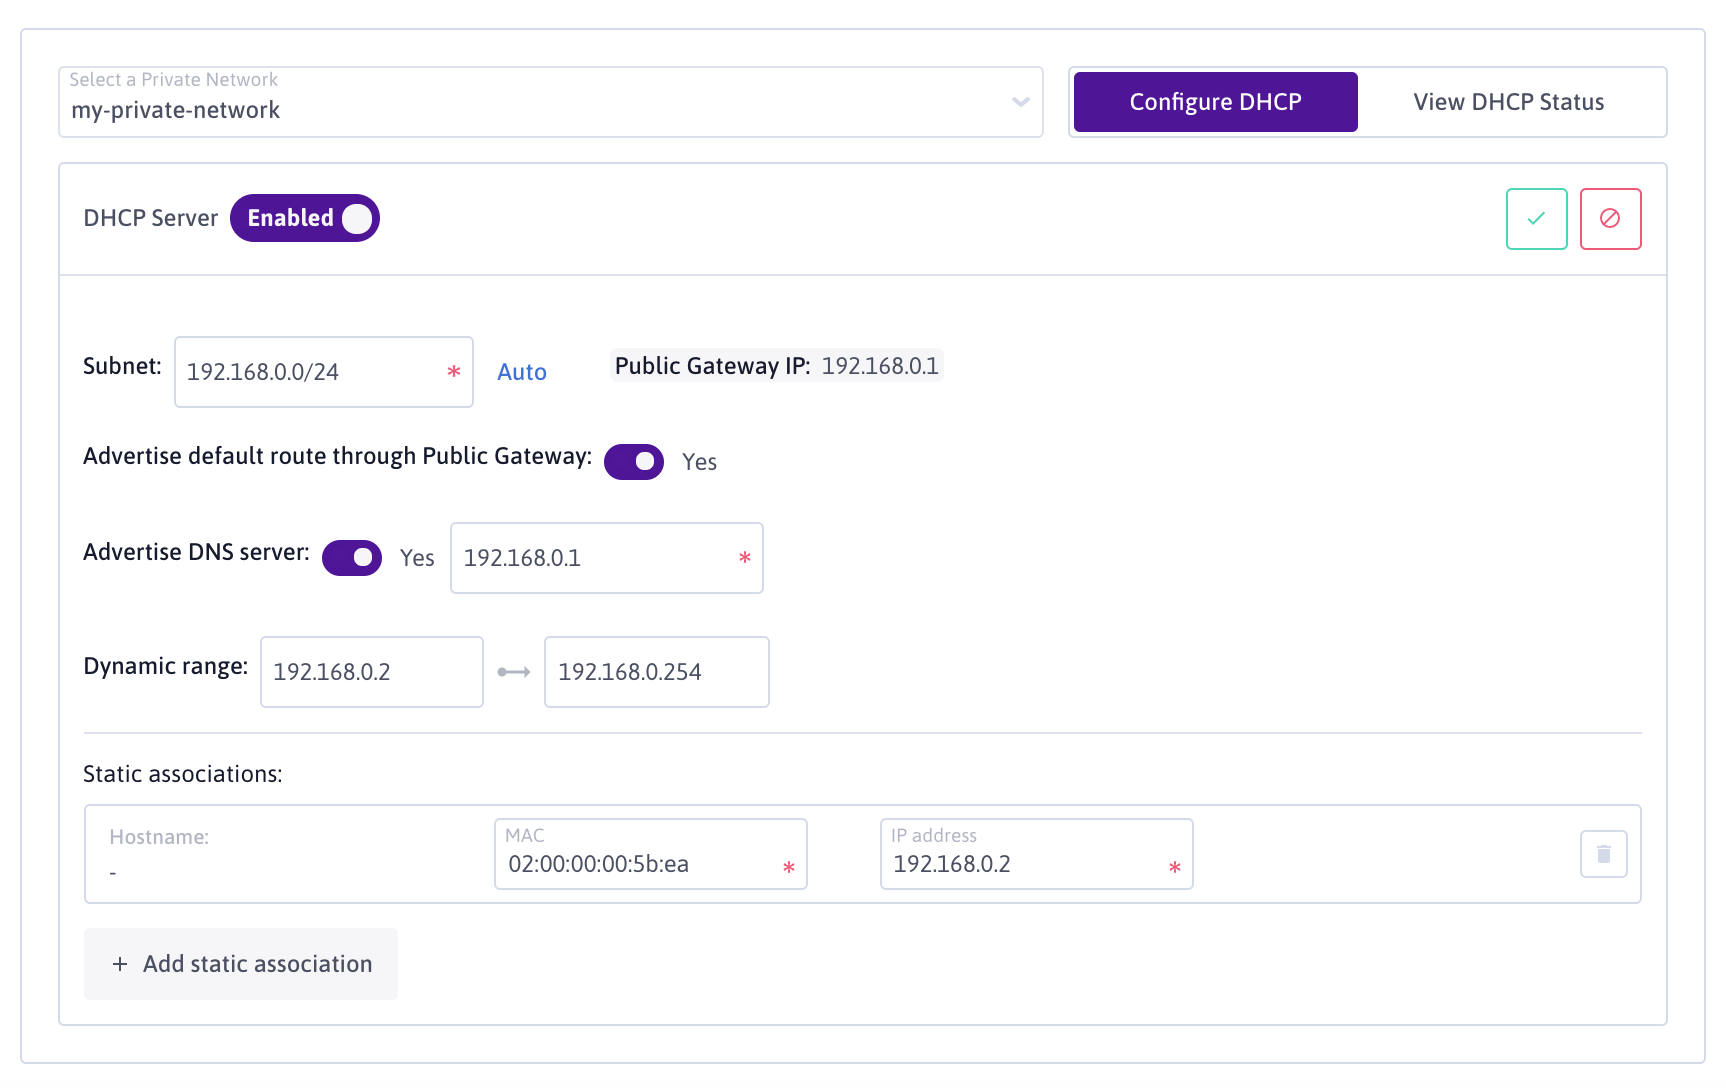 Select a Private Network
my-private-network
Configure DHCP
View DHCP Status
DHCP Server
Enabled
Subnet:
192.168.0.0/24 *
Auto
Public Gateway IP: 192.168.0.1
Advertise default route through Public Gateway:
Yes
Advertise DNS server:
Yes
192.168.0.1 *
Dynamic range:
192.168.0.2
192.168.0.254
Static associations:
Hostname:
-
MAC
02:00:00:00:5b:ea *
IP address
192.168.0.2 *
+ Add static association